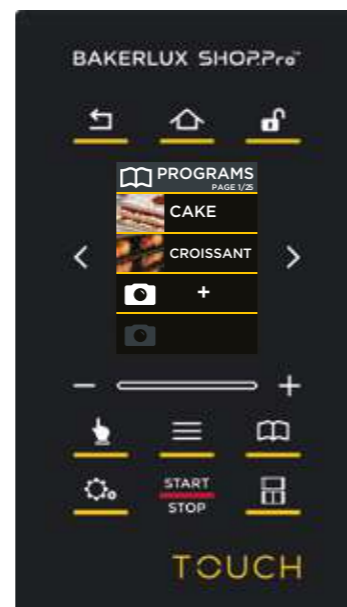 BAKERLUX SHOP.Pro™
PROGRAMS
PAGE 1/25
CAKE
CROISSANT
+
START
STOP
TOUCH